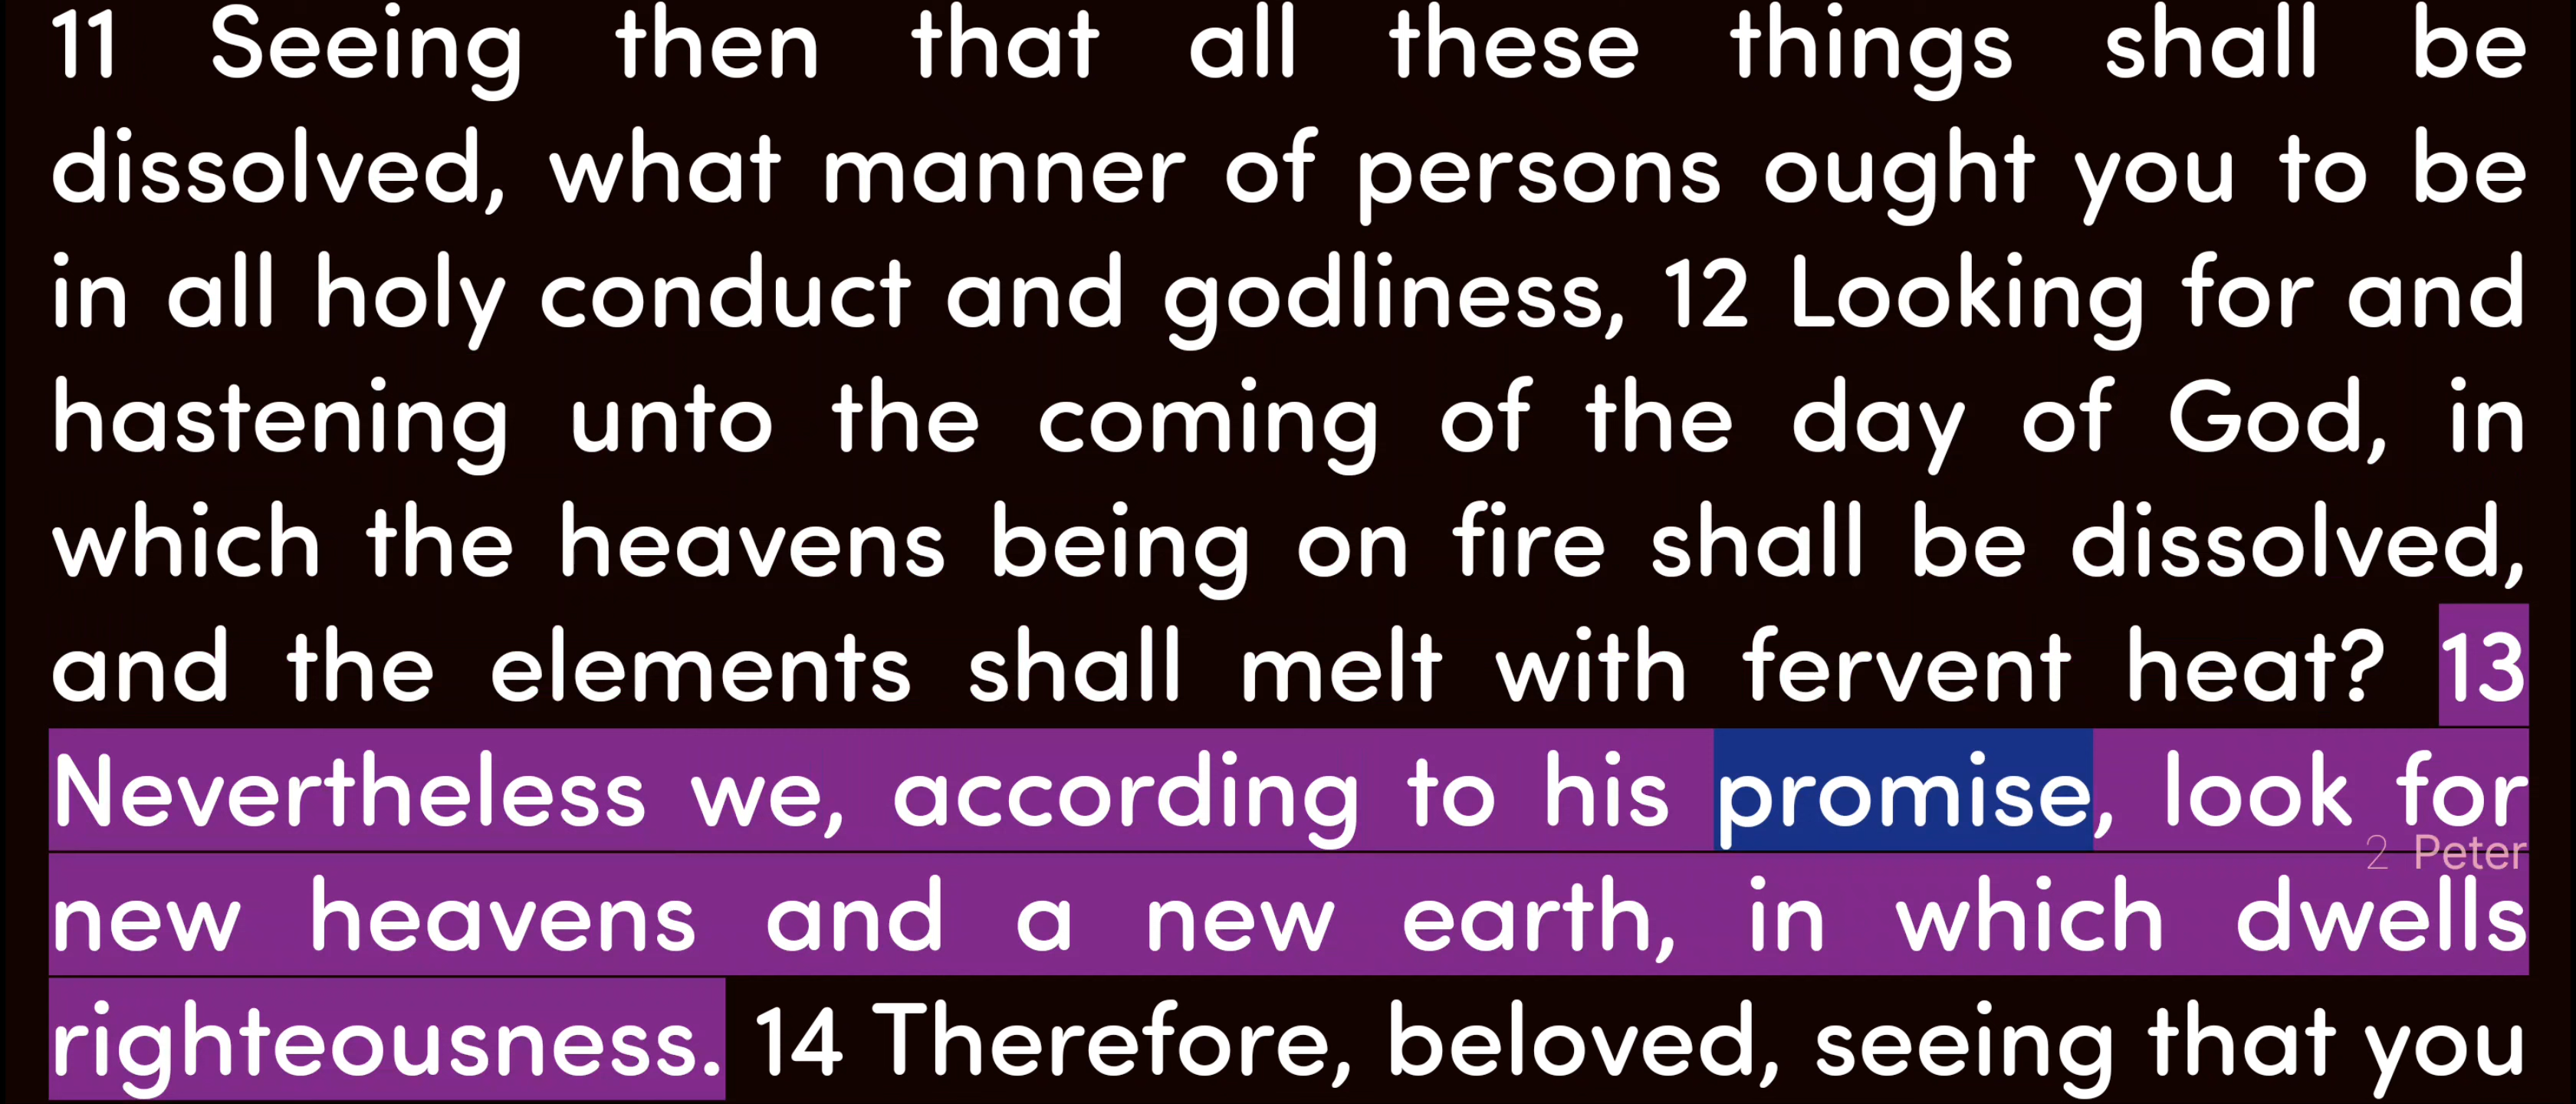 11 Seeing then that all these things shall be
dissolved, what manner of persons ought you to be
in all holy conduct and godliness, 12 Looking for and
hastening unto the coming of the day of God, in
which the heavens being on fire shall be dissolved,
and the elements shall melt with fervent heat? 13
Nevertheless we, according to his promise, look for
2 Peter
new heavens and a new earth, in which dwells
righteousness. 14 Therefore, beloved, seeing that you